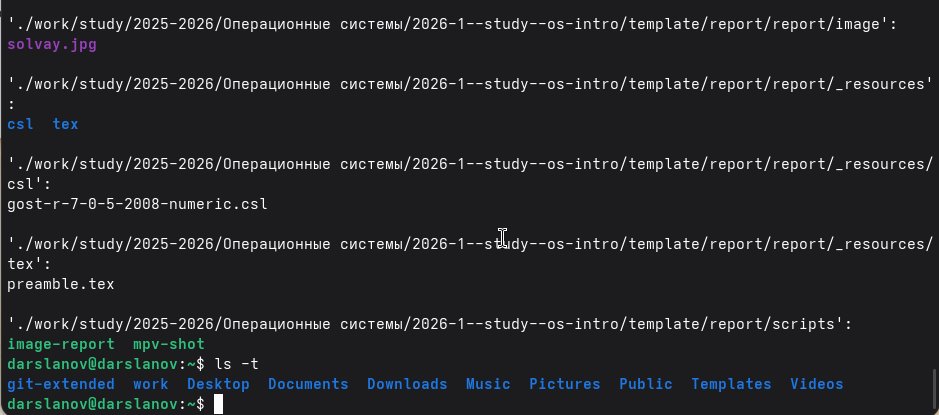 './work/study/2025-2026/Операционные системы/2026-1--study--os-intro/template/report/report/image':
solvay.jpg
'./work/study/2025-2026/Операционные системы/2026-1--study--os-intro/template/report/report/_resources'
:
csl  tex
'./work/study/2025-2026/Операционные системы/2026-1--study--os-intro/template/report/report/_resources/
csl':
gost-r-7-0-5-2008-numeric.csl
'./work/study/2025-2026/Операционные системы/2026-1--study--os-intro/template/report/report/_resources/
tex':
preamble.tex
'./work/study/2025-2026/Операционные системы/2026-1--study--os-intro/template/report/scripts':
image-report  mpv-shot
darslanov@darslanov:~$ ls -t
git-extended  work  Desktop  Documents  Downloads  Music  Pictures  Public  Templates  Videos
darslanov@darslanov:~$